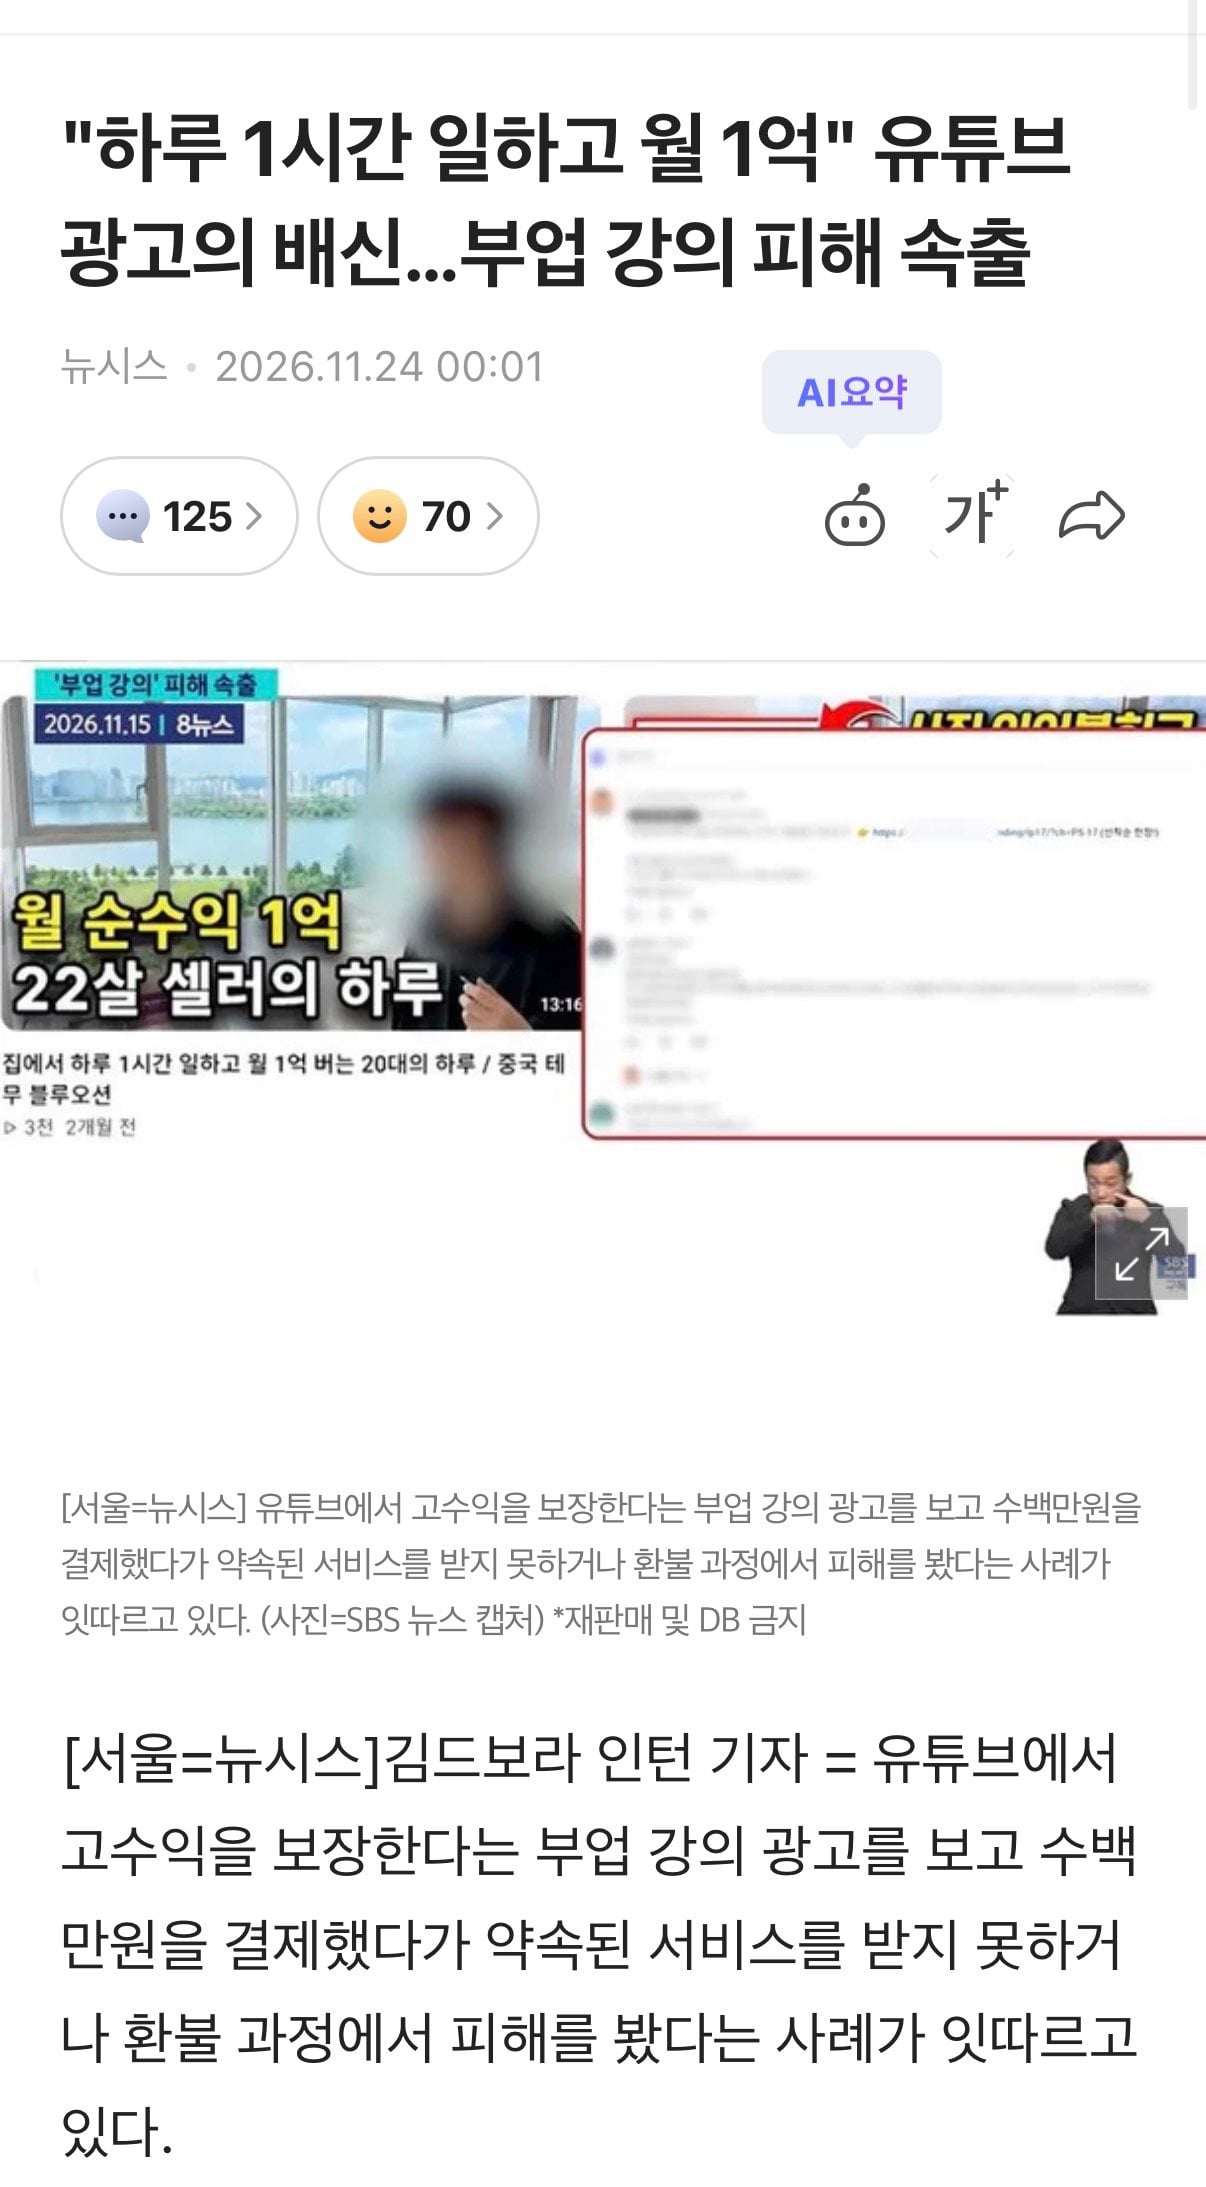 "하루 1시간 일하고 월 1억" 유튜브
광고의 배신...부업 강의 피해 속출
뉴시스 • 2026.11.24 00:01
AI요약
125
70
가+
'부업 강의' 피해 속출
2026.11.15 | 8뉴스
월 순수익 1억
22살 셀러의 하루
13:16
집에서 하루 1시간 일하고 월 1억 버는 20대의 하루 / 중국 테
무 블루오션
3천 2개월 전
https:/
(선착순 한정!)
SBS
[서울=뉴시스] 유튜브에서 고수익을 보장한다는 부업 강의 광고를 보고 수백만원을
결제했다가 약속된 서비스를 받지 못하거나 환불 과정에서 피해를 봤다는 사례가
잇따르고 있다. (사진=SBS 뉴스 캡처) *재판매 및 DB 금지
[서울=뉴시스]김드보라 인턴 기자 = 유튜브에서
고수익을 보장한다는 부업 강의 광고를 보고 수백
만원을 결제했다가 약속된 서비스를 받지 못하거
나 환불 과정에서 피해를 봤다는 사례가 잇따르고
있다.